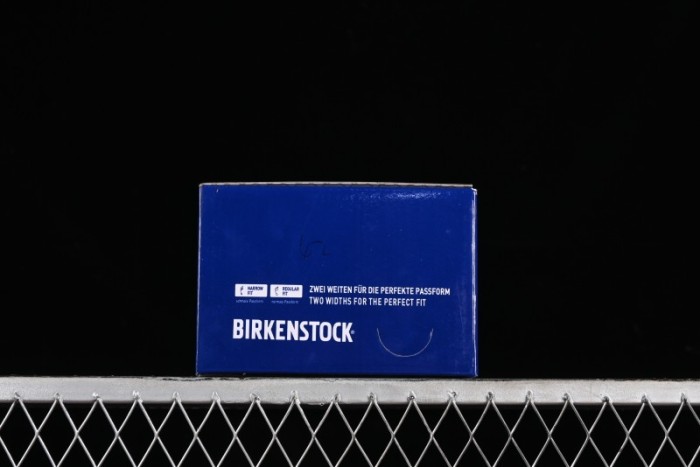 NARROW FIT
REGULAR FIT
ZWEI WEITEN FÜR DIE PERFEKTE PASSFORM
TWO WIDTHS FOR THE PERFECT FIT
BIRKENSTOCK®